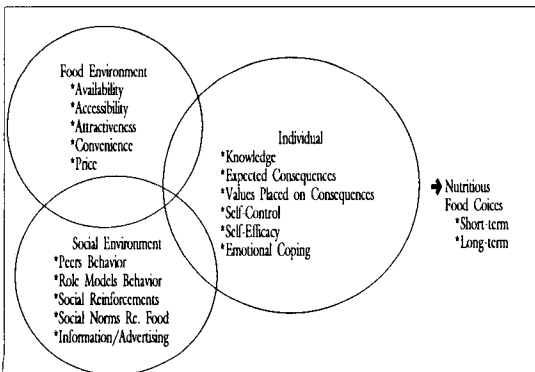 Food Environment
*Availability
*Accessibility
*Attractiveness
*Convenience
*Price
Individual
*Knowledge
*Expected Consequences
*Values Placed on Consequences
*Self-Control
*Self-Efficacy
*Emotional Coping
➔ Nutritious
Food Coices
*Short-term
*Long-term
Social Environment
*Peers Behavior
*Role Models Behavior
*Social Reinforcements
*Social Norms Re. Food
*Information/Advertising